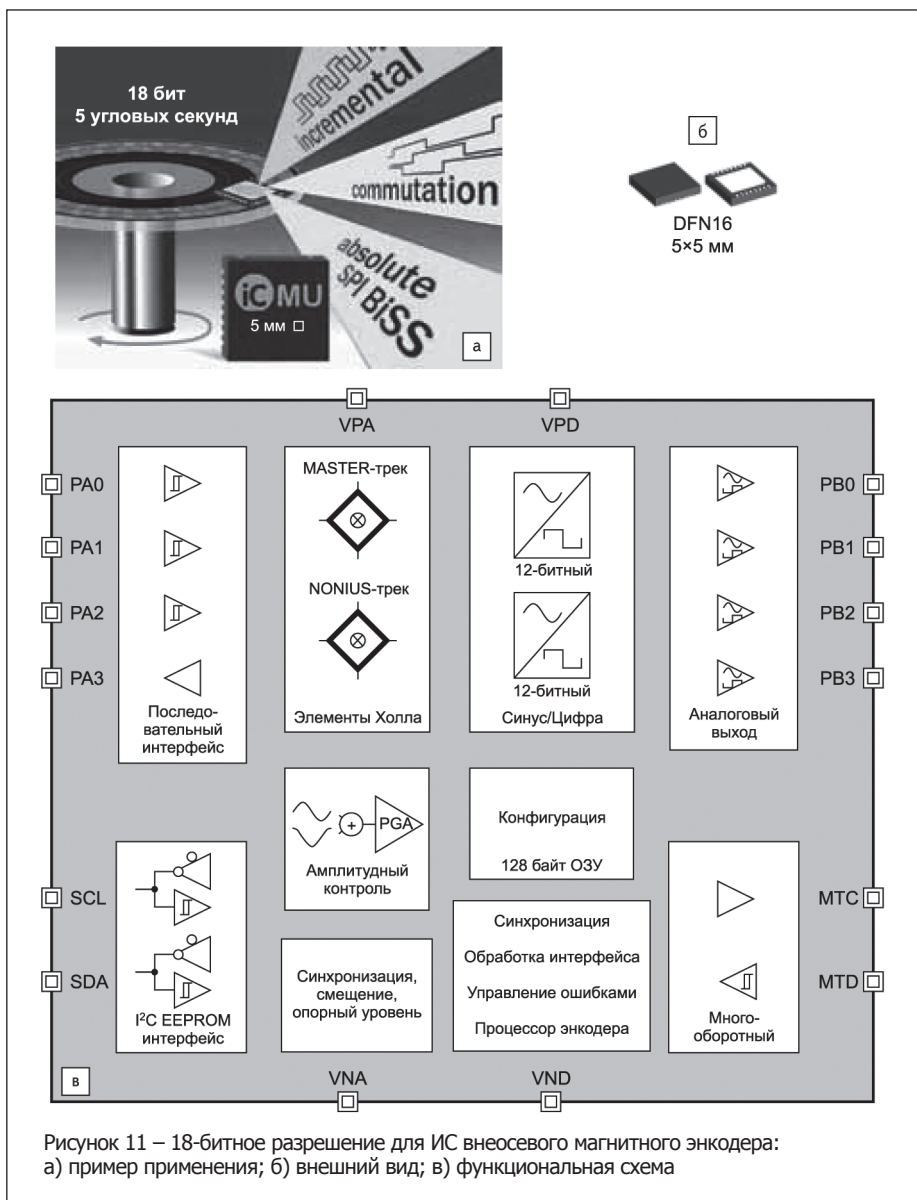 18 бит
5 угловых секунд
incremental
commutation
absolute
SPI BiSS
iC MU
5 мм □
а
б
DFN16
5×5 мм
VPA
VPD
PA0
PA1
PA2
PA3
Последо-
вательный
интерфейс
MASTER-трек
NONIUS-трек
Элементы Холла
12-битный
12-битный
Синус/Цифра
Аналоговый
выход
PB0
PB1
PB2
PB3
PGA
Амплитудный
контроль
Конфигурация
128 байт ОЗУ
SCL
SDA
I²C EEPROM
интерфейс
Синхронизация,
смещение,
опорный уровень
Синхронизация
Обработка интерфейса
Управление ошибками
Процессор энкодера
Много-
оборотный
MTC
MTD
в
VNA
VND
Рисунок 11 – 18-битное разрешение для ИС внеосевого магнитного энкодера:
а) пример применения; б) внешний вид; в) функциональная схема